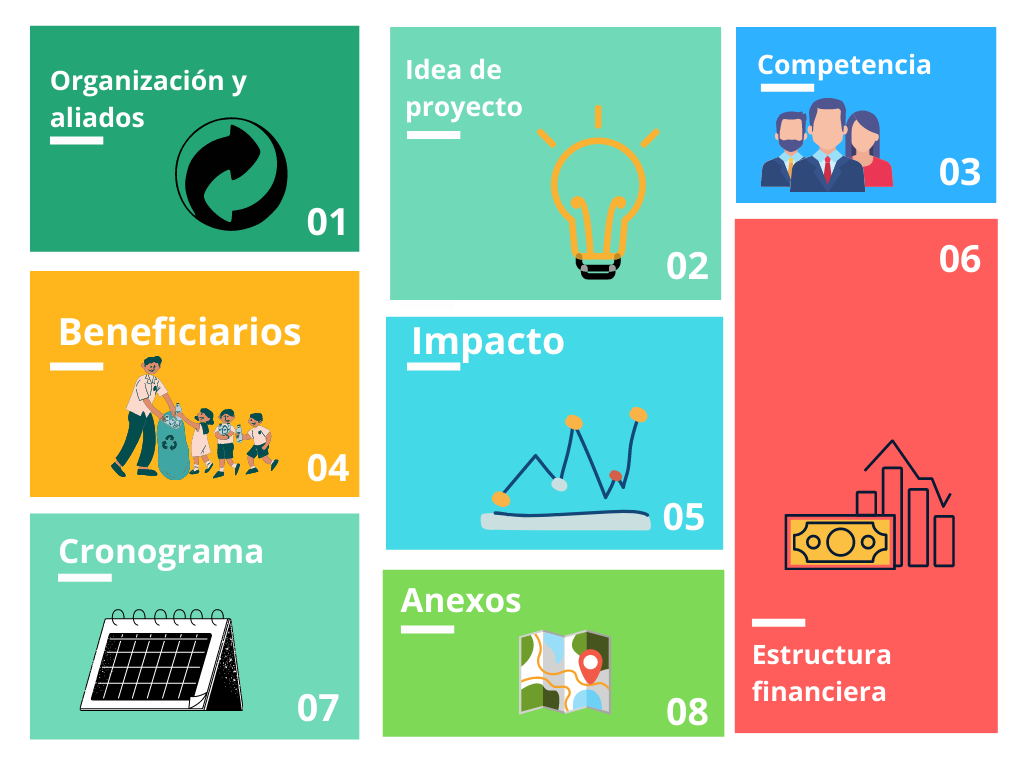 Organización y
aliados
01
Idea de
proyecto
02
Competencia
03
Beneficiarios
04
Impacto
05
06
Estructura
financiera
Cronograma
07
Anexos
08